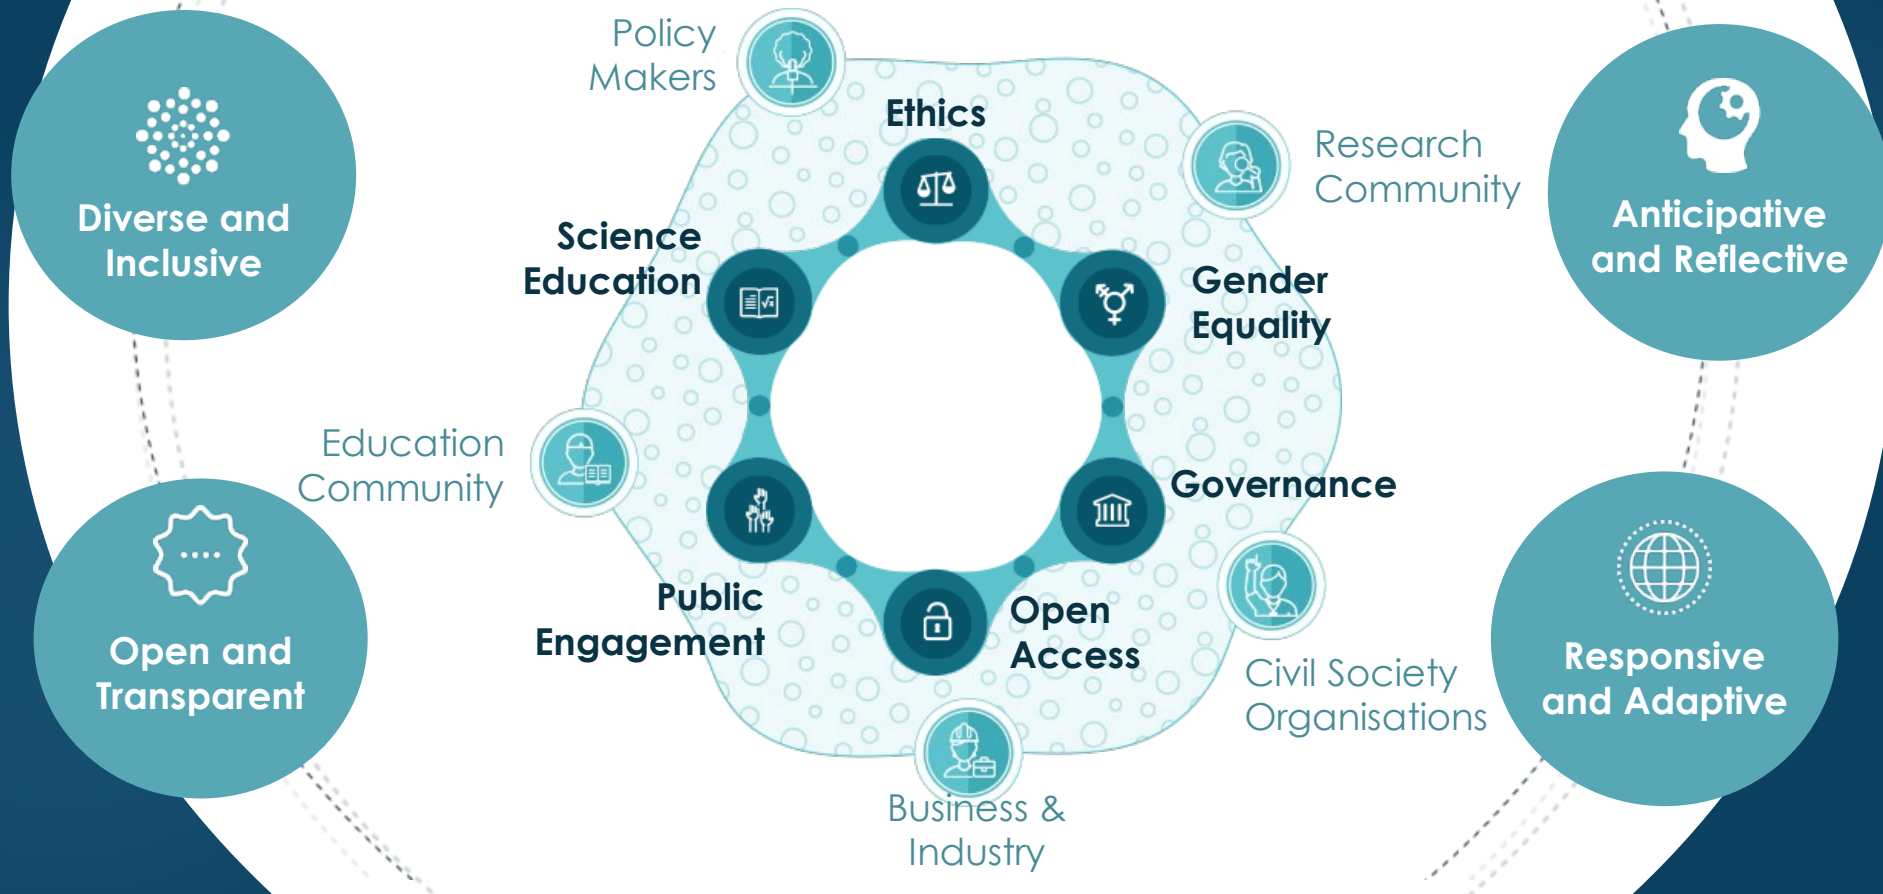 Policy
Makers
Ethics
Research
Community
Diverse and
Inclusive
Anticipative
and Reflective
Science
Education
Gender
Equality
Education
Community
Governance
Public
Engagement
Open
Access
Open and
Transparent
Civil Society
Organisations
Responsive
and Adaptive
Business &
Industry